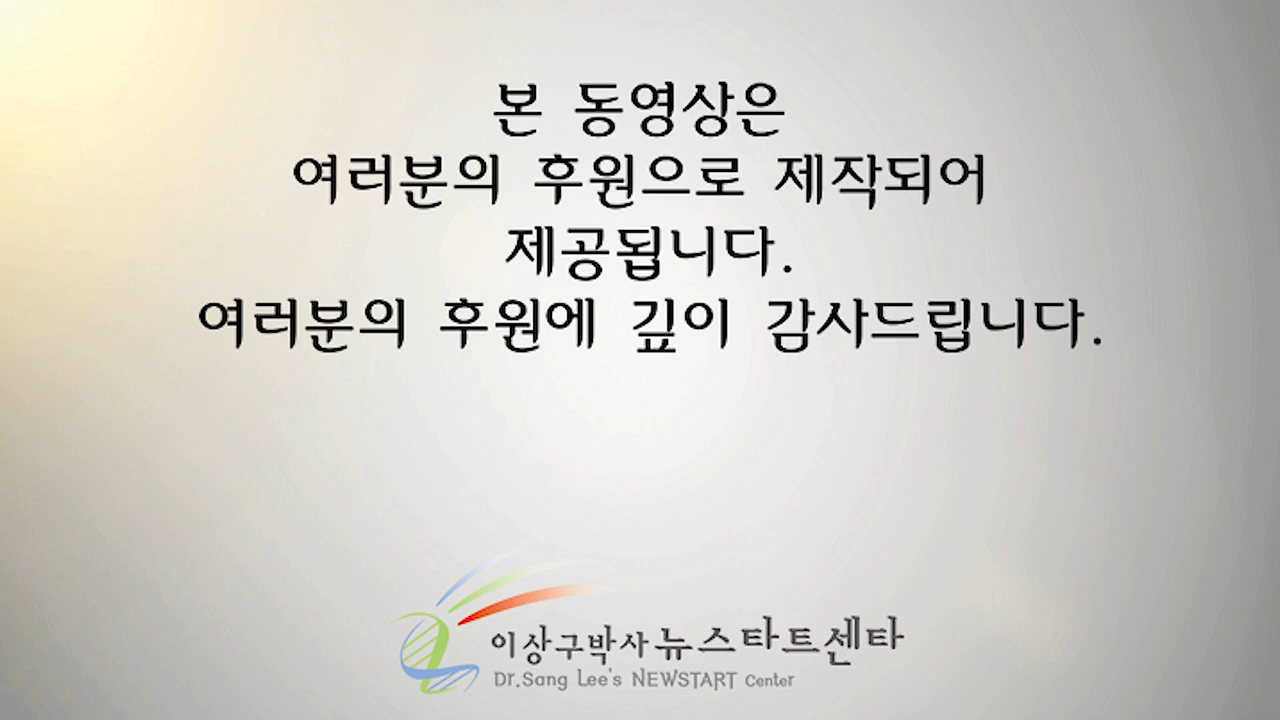 본 동영상은
여러분의 후원으로 제작되어
제공됩니다.
여러분의 후원에 깊이 감사드립니다.
이상구박사 뉴스타트센타
Dr.Sang Lee's NEWSTART Center